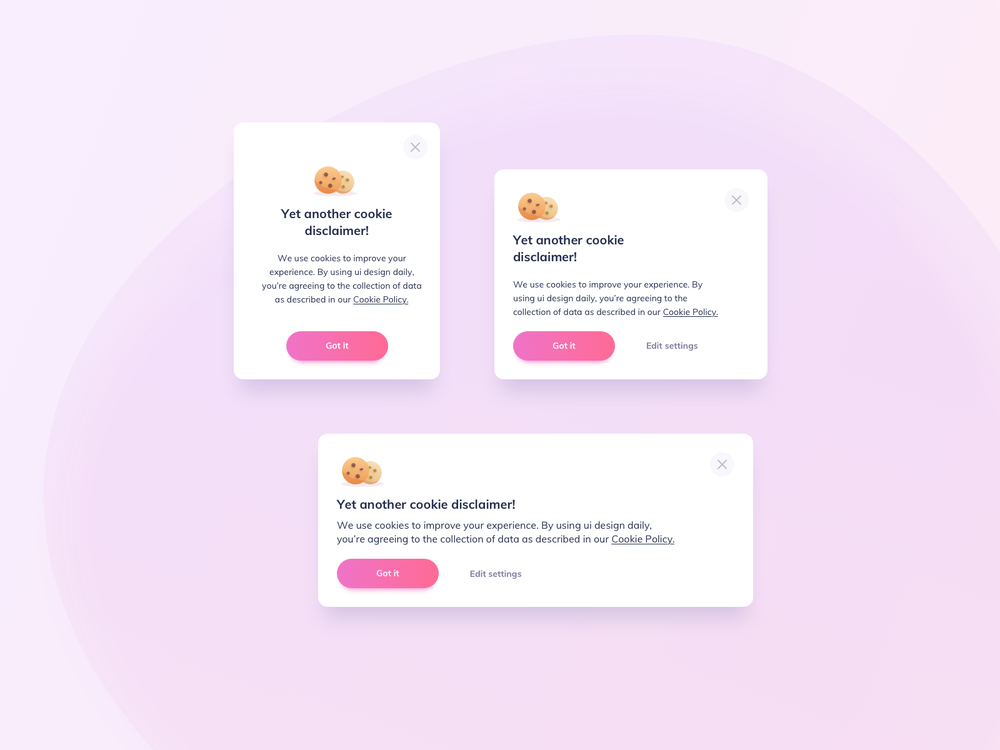 Yet another cookie
disclaimer!
We use cookies to improve your
experience. By using ui design daily,
you're agreeing to the collection of data
as described in our Cookie Policy.
Got it
Yet another cookie
disclaimer!
We use cookies to improve your experience. By
using ui design daily, you're agreeing to the
collection of data as described in our Cookie Policy.
Got it Edit settings
Yet another cookie disclaimer!
We use cookies to improve your experience. By using ui design daily,
you're agreeing to the collection of data as described in our Cookie Policy.
Got it Edit settings